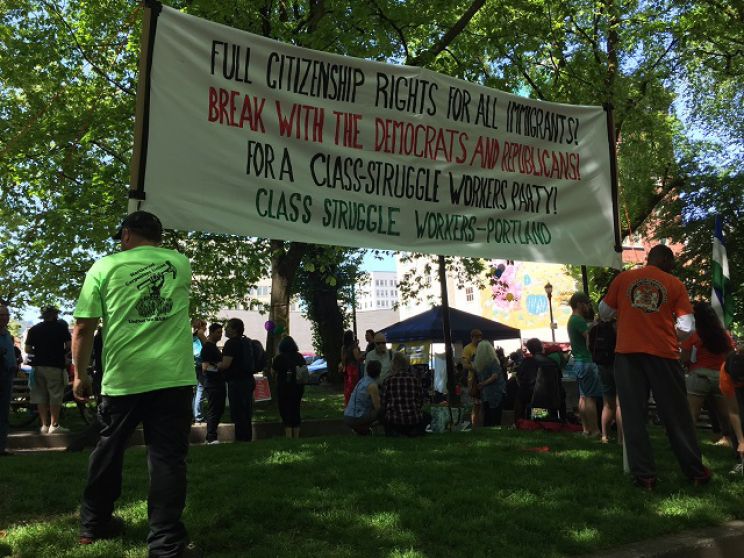 FULL CITIZENSHIP RIGHTS FOR ALL IMMIGRANTS!
BREAK WITH THE DEMOCRATS AND REPUBLICANS!
FOR A CLASS-STRUGGLE WORKERS PARTY!
CLASS STRUGGLE WORKERS—PORTLAND